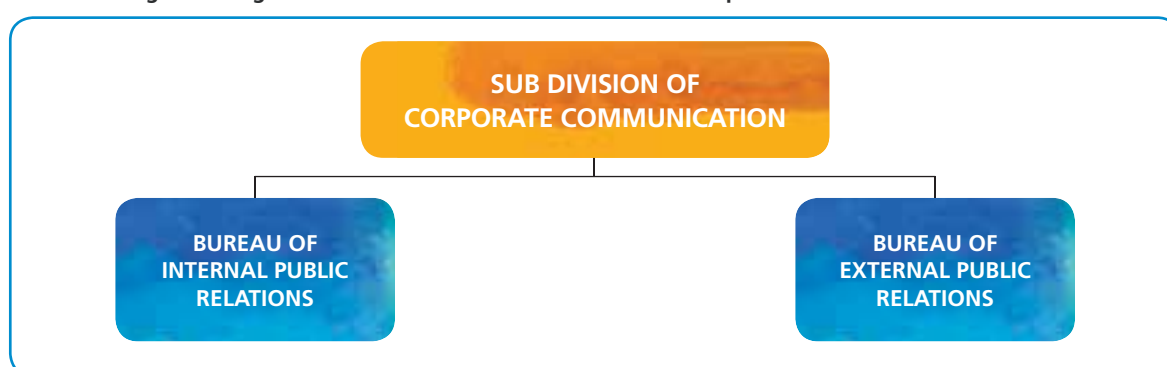 SUB DIVISION OF
CORPORATE COMMUNICATION
BUREAU OF
INTERNAL PUBLIC
RELATIONS
BUREAU OF
EXTERNAL PUBLIC
RELATIONS